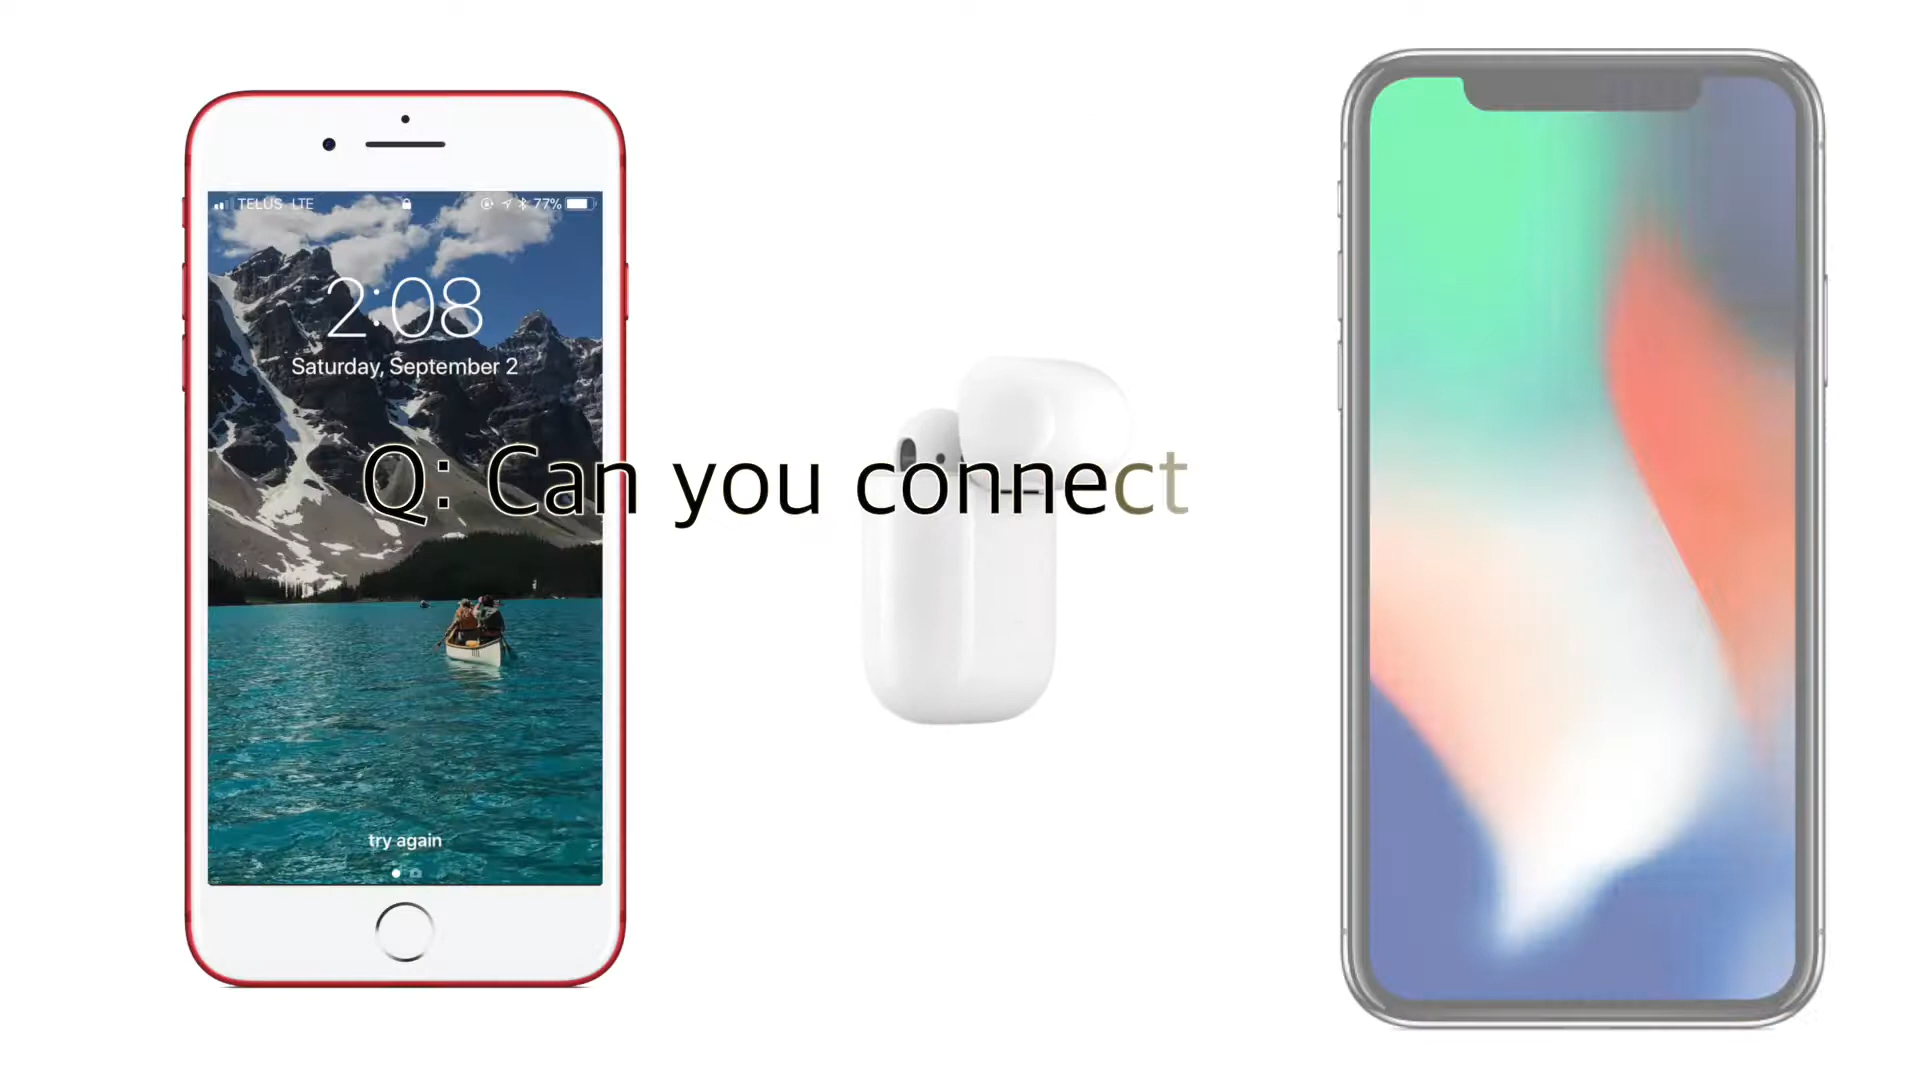 TELUS LTE 77%
2:08
Saturday, September 2
Q: Can you connect
try again